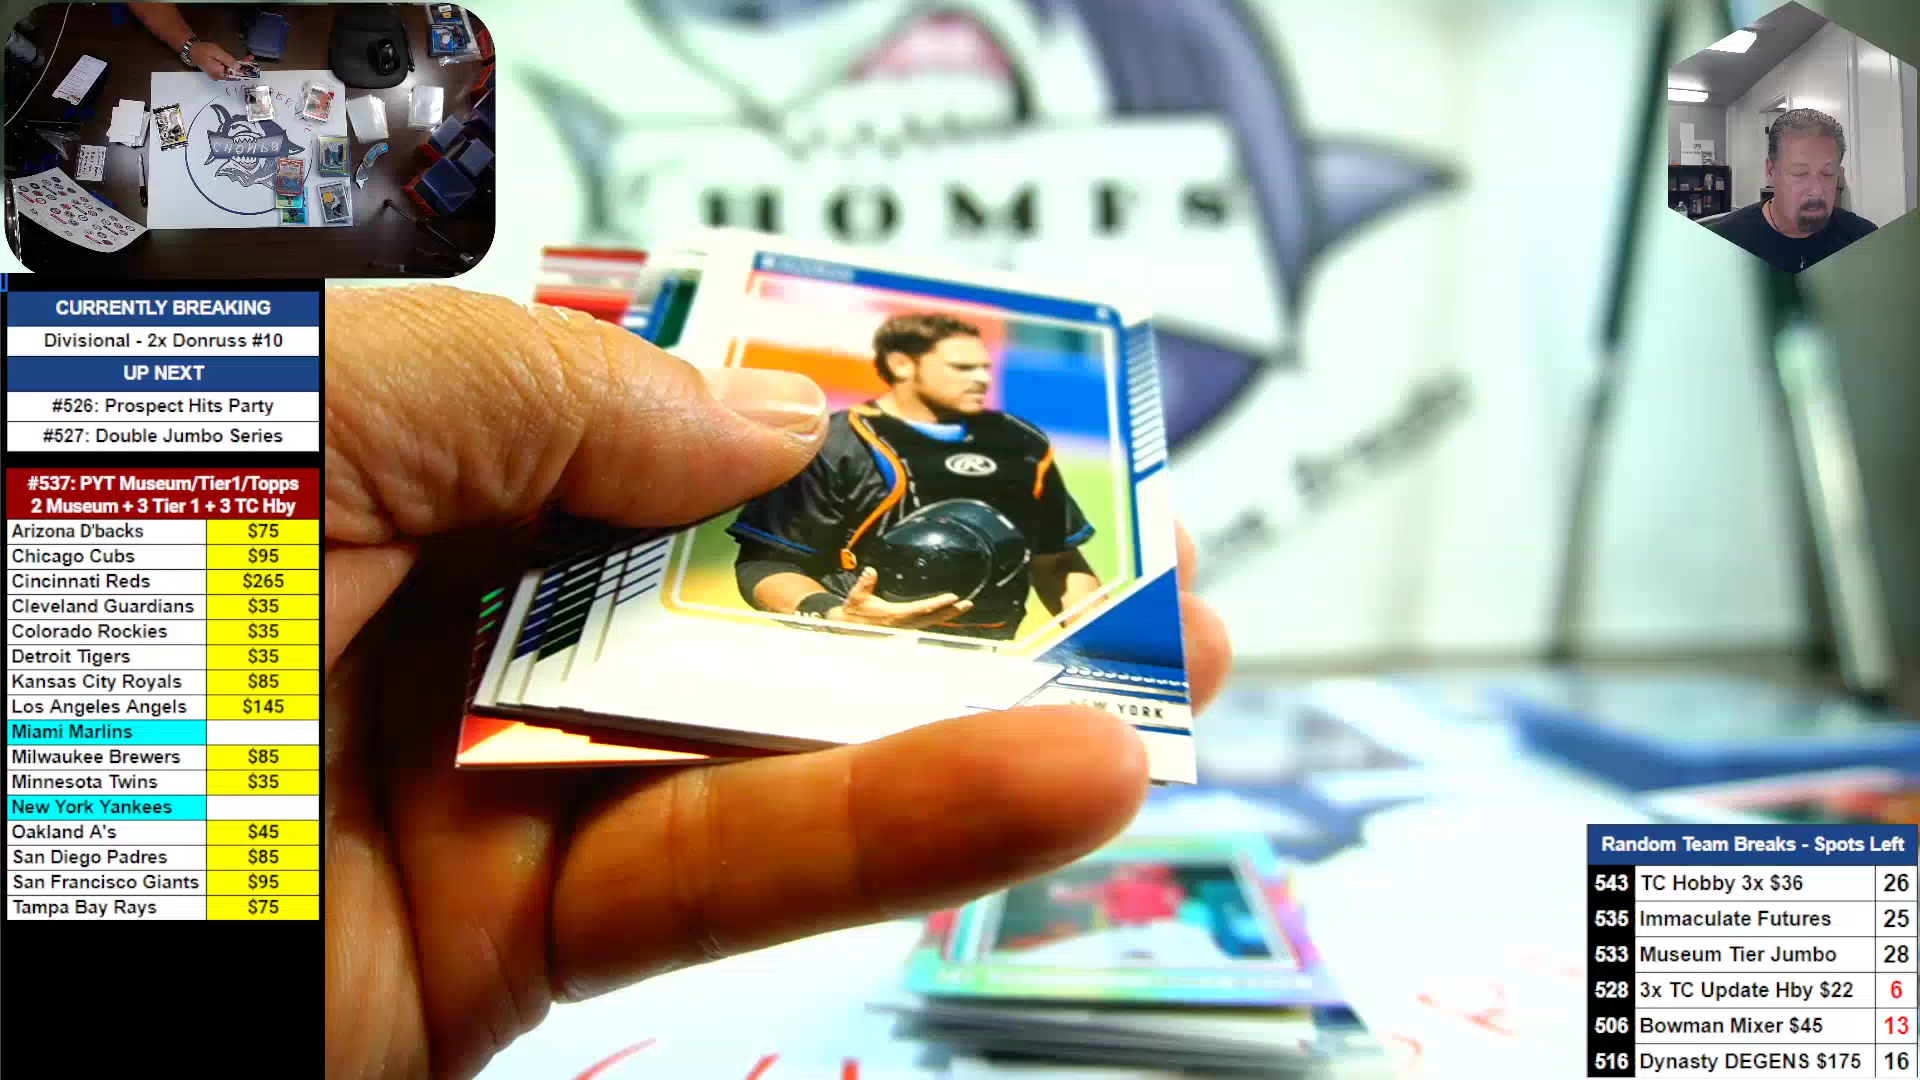 CHOMPS
HOMPS
NEW YORK
CURRENTLY BREAKING
Divisional - 2x Donruss #10
UP NEXT
#526: Prospect Hits Party
#527: Double Jumbo Series
#537: PYT Museum/Tier1/Topps
2 Museum + 3 Tier 1 + 3 TC Hby
Arizona D'backs $75
Chicago Cubs $95
Cincinnati Reds $265
Cleveland Guardians $35
Colorado Rockies $35
Detroit Tigers $35
Kansas City Royals $85
Los Angeles Angels $145
Miami Marlins
Milwaukee Brewers $85
Minnesota Twins $35
New York Yankees
Oakland A's $45
San Diego Padres $85
San Francisco Giants $95
Tampa Bay Rays $75
Random Team Breaks - Spots Left
543 TC Hobby 3x $36 26
535 Immaculate Futures 25
533 Museum Tier Jumbo 28
528 3x TC Update Hby $22 6
506 Bowman Mixer $45 13
516 Dynasty DEGENS $175 16